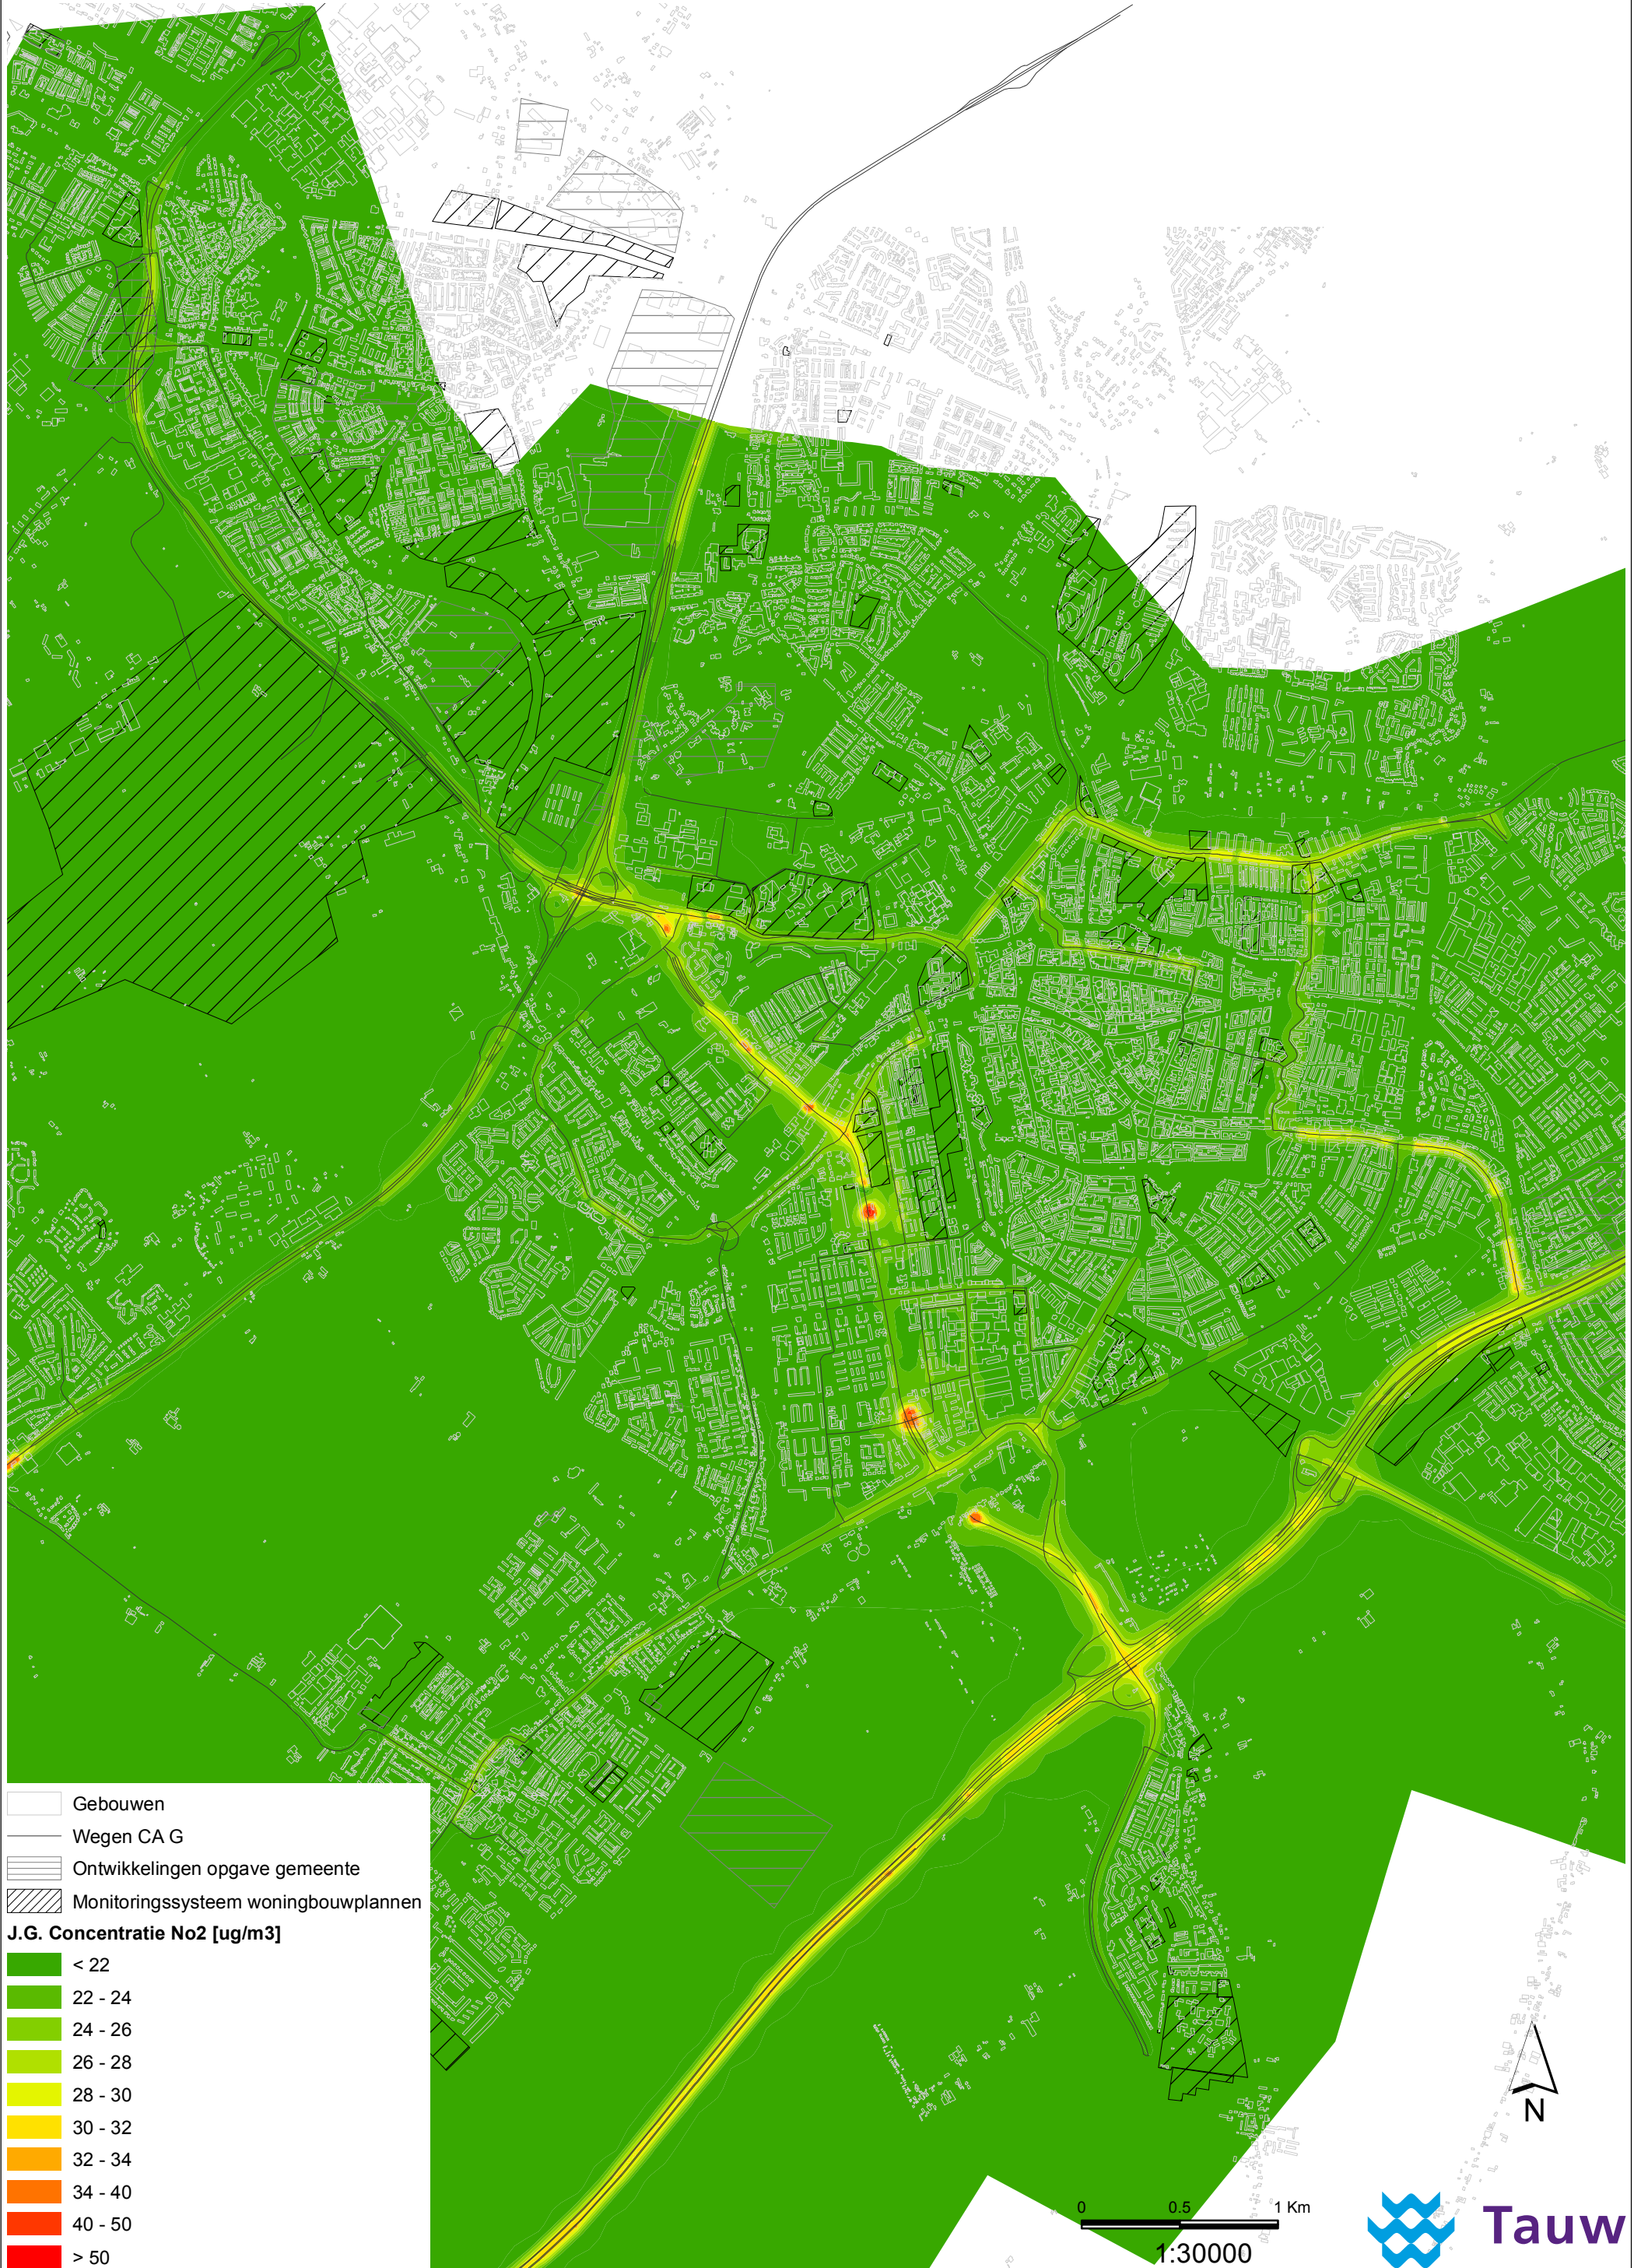 Gebouwen
Wegen CA G
Ontwikkelingen opgave gemeente
Monitoringssysteem woningbouwplannen
J.G. Concentratie No2 [ug/m3]
< 22
22 - 24
24 - 26
26 - 28
28 - 30
30 - 32
32 - 34
34 - 40
40 - 50
> 50
N
0 0.5 1 Km
1:30000
Tauw